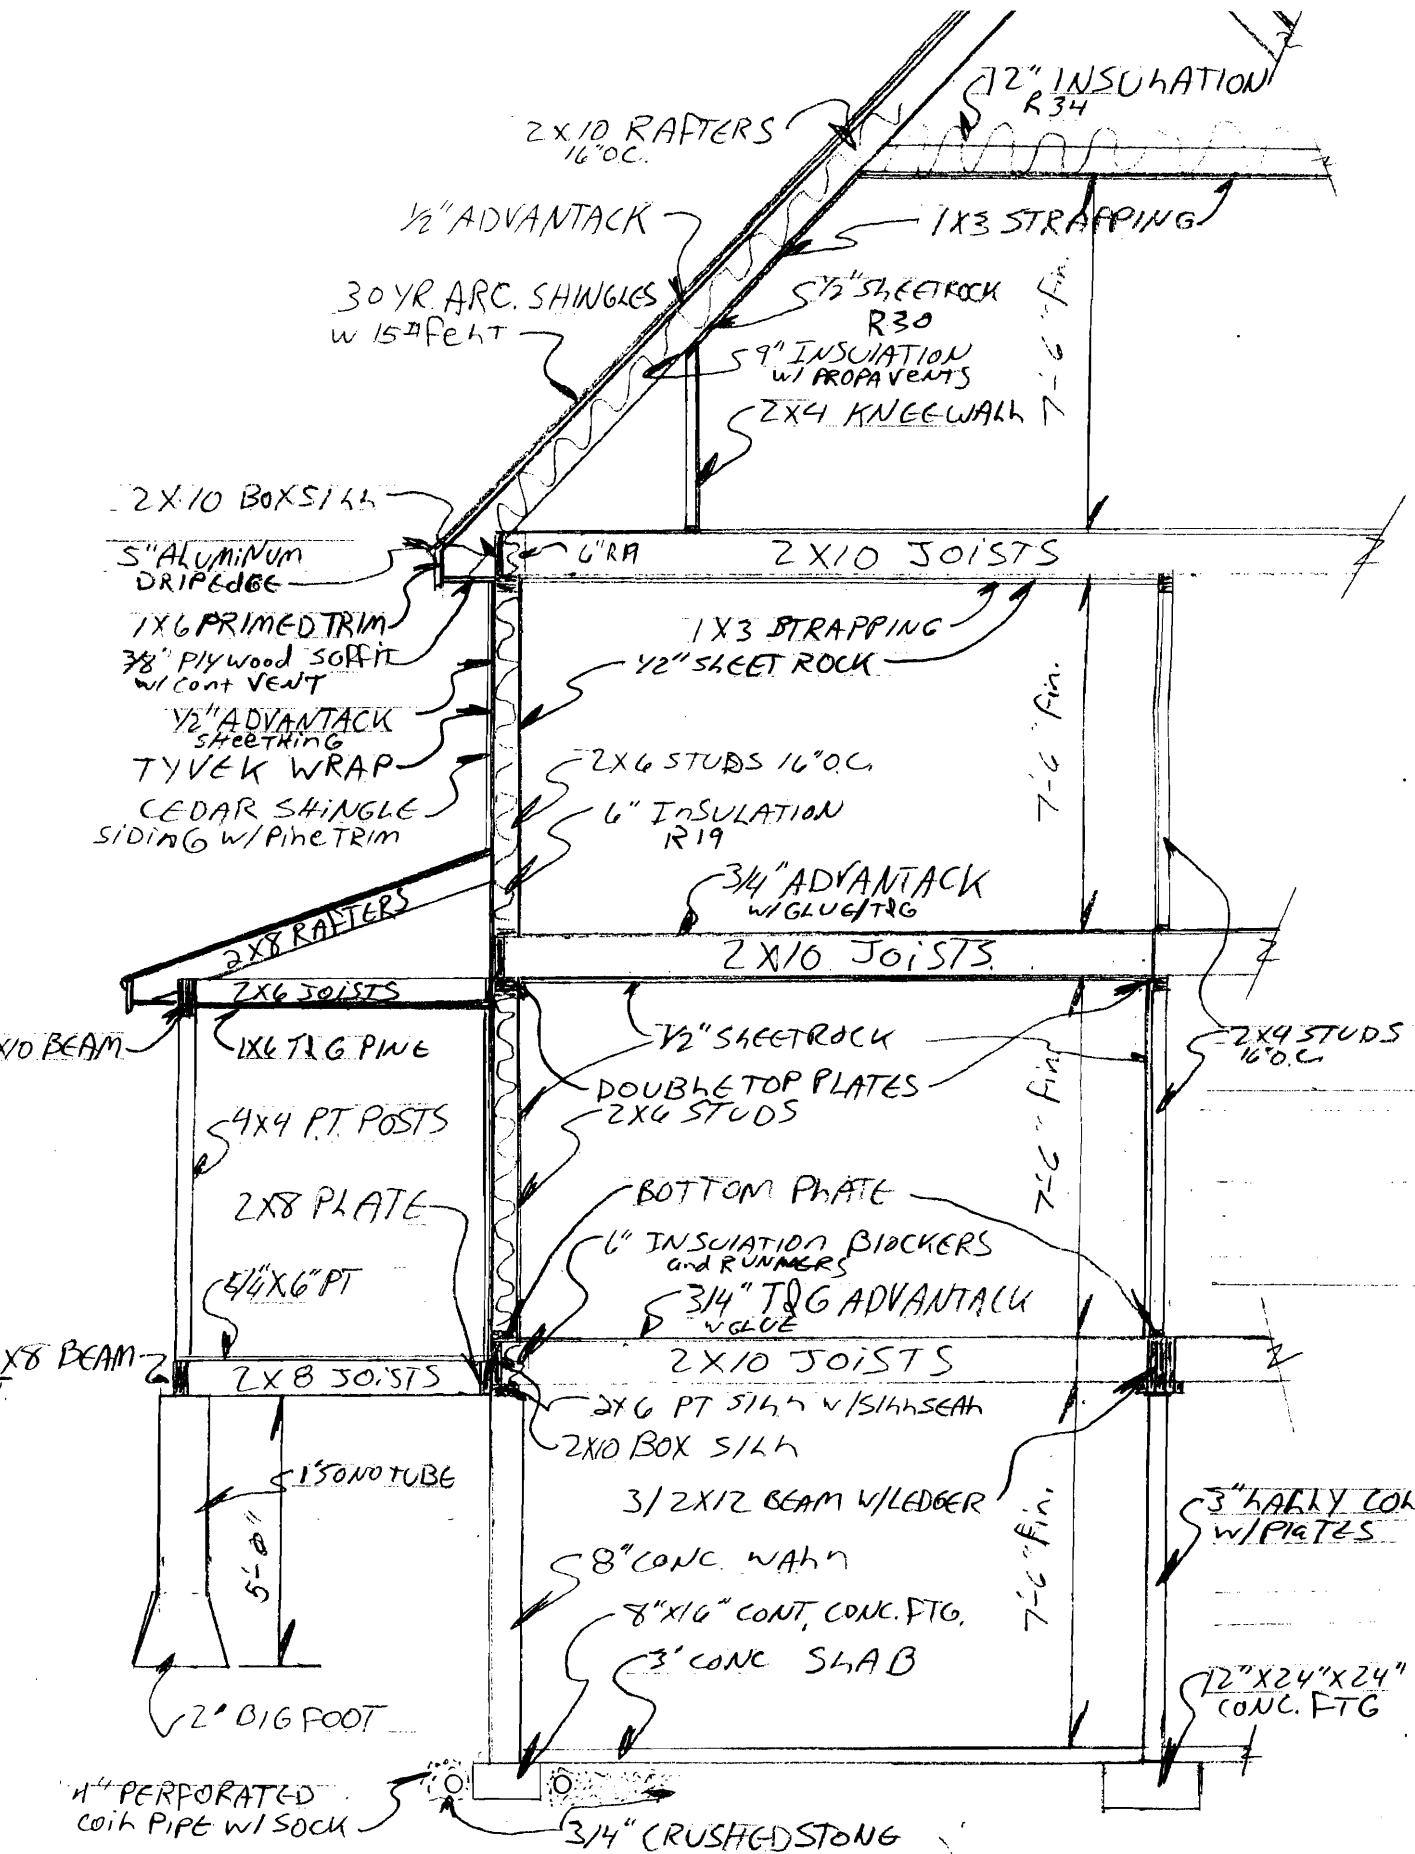 12" INSULATION
R34
2X10 RAFTERS
16"O.C.
1/2" ADVANTACK
1X3 STRAPPING
30 YR. ARC. SHINGLES
w 15# FELT
1/2" SHEETROCK
R30
9" INSULATION
w/ PROPAVENTS
7'-6" Fin.
2X4 KNEEWALL
2X10 BOX SILL
5" ALUMINUM
DRIPEDGE
6"
2X10 JOISTS
1X6 PRIMED TRIM
3/8" Plywood SOFFIT
w/ Cont VENT
1X3 STRAPPING
1/2" SHEET ROCK
1/2" ADVANTACK
SHEETHING
TYVEK WRAP
2X6 STUDS 16"O.C.
7'-6" Fin.
CEDAR SHINGLE
SIDING W/ Pine TRIM
6" INSULATION
R19
3/4" ADVANTACK
W/GLUE/T&G
2X8 RAFTERS
2X10 JOISTS
2X6 JOISTS
X10 BEAM
1X6 T&G PINE
1/2" SHEETROCK
2X4 STUDS
16"O.C.
DOUBLE TOP PLATES
2X6 STUDS
7'-6" Fin.
4X4 P.T. POSTS
2X8 PLATE
BOTTOM PLATE
6" INSULATION BLOCKERS
and RUNNERS
5/4"X6" PT
3/4" T&G ADVANTACK
W GLUE
X8 BEAM
2X8 JOISTS
2X10 JOISTS
2X6 PT SILL W/SILLSEAL
2X10 BOX SILL
1' SONOTUBE
3/2X12 BEAM W/LEDGER
3" LALLY COL
W/PLATES
5'-0"
7'-6" Fin.
8" CONC. WALL
8"X16" CONT. CONC. FTG.
3" CONC SLAB
2' BIGFOOT
12"X24"X24"
CONC. FTG
4" PERFORATED
COIL PIPE W/SOCK
3/4" CRUSHED STONE